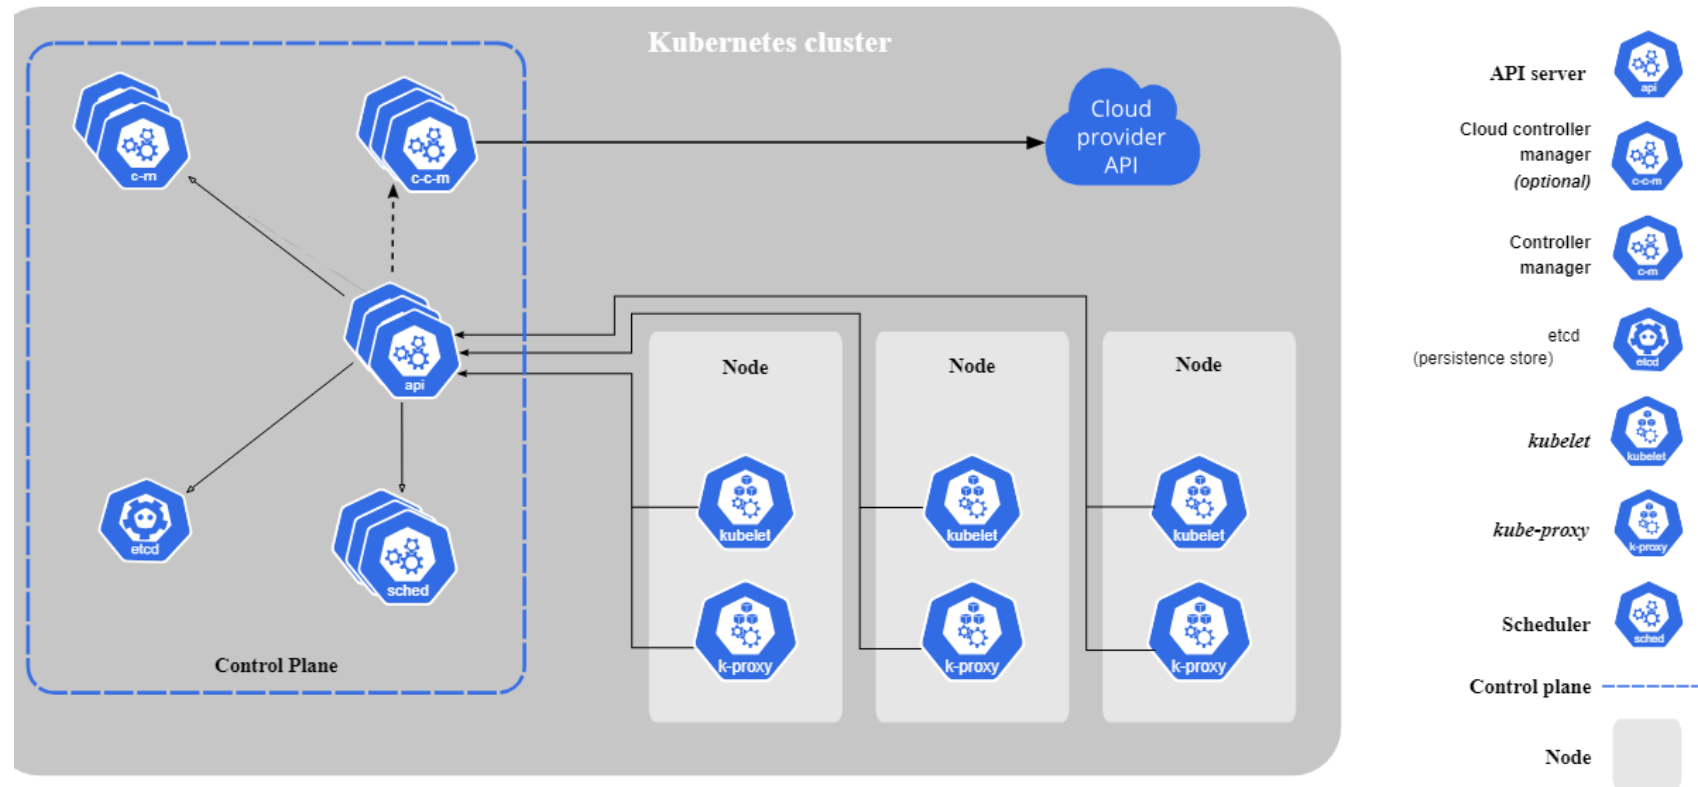 Kubernetes cluster
c-m
c-c-m
Cloud
provider
API
api
etcd
sched
Control Plane
Node
kubelet
k-proxy
Node
kubelet
k-proxy
Node
kubelet
k-proxy
API server
api
Cloud controller
manager
(optional)
c-c-m
Controller
manager
c-m
etcd
(persistence store)
etcd
kubelet
kubelet
kube-proxy
k-proxy
Scheduler
sched
Control plane
Node